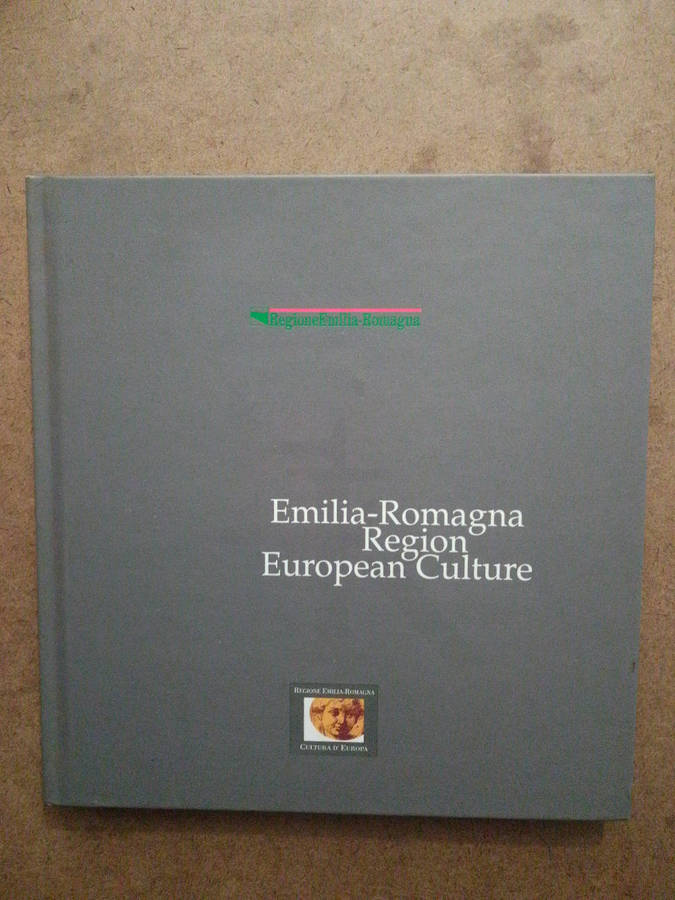 RegioneEmilia-Romagna
Emilia-Romagna
Region
European Culture
REGIONE EMILIA-ROMAGNA
CULTURA D' EUROPA